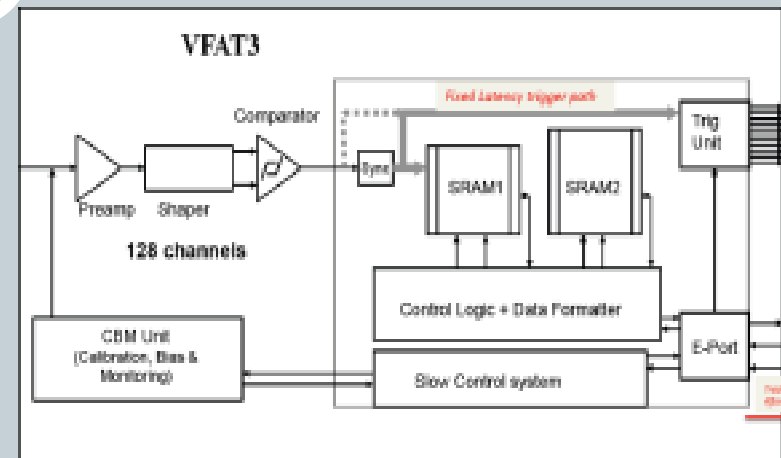 VFAT3
Fixed Latency trigger path
Comparator
Trig
Unit
Sync
SRAM1
SRAM2
Preamp
Shaper
128 channels
Control Logic + Data Formatter
CBM Unit
(Calibration, Bias &
Monitoring)
E-Port
Slow Control system